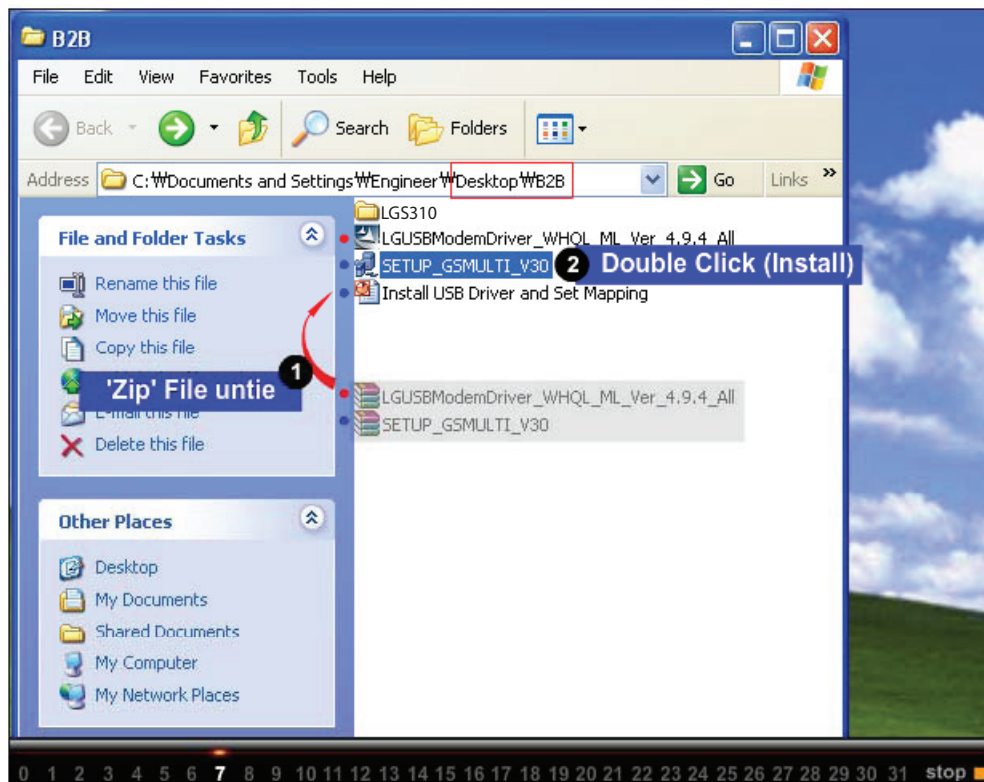 B2B
File Edit View Favorites Tools Help
Back Search Folders
Address C:₩Documents and Settings₩Engineer₩Desktop₩B2B Go Links »
File and Folder Tasks
Rename this file
Move this file
Copy this file
E-mail this file
Delete this file
Other Places
Desktop
My Documents
Shared Documents
My Computer
My Network Places
LGS310
LGUSBModemDriver_WHQL_ML_Ver_4.9.4_All
SETUP_GSMULTI_V30 2 Double Click (Install)
Install USB Driver and Set Mapping
1
'Zip' File untie
LGUSBModemDriver_WHQL_ML_Ver_4.9.4_All
SETUP_GSMULTI_V30
0 1 2 3 4 5 6 7 8 9 10 11 12 13 14 15 16 17 18 19 20 21 22 23 24 25 26 27 28 29 30 31 stop